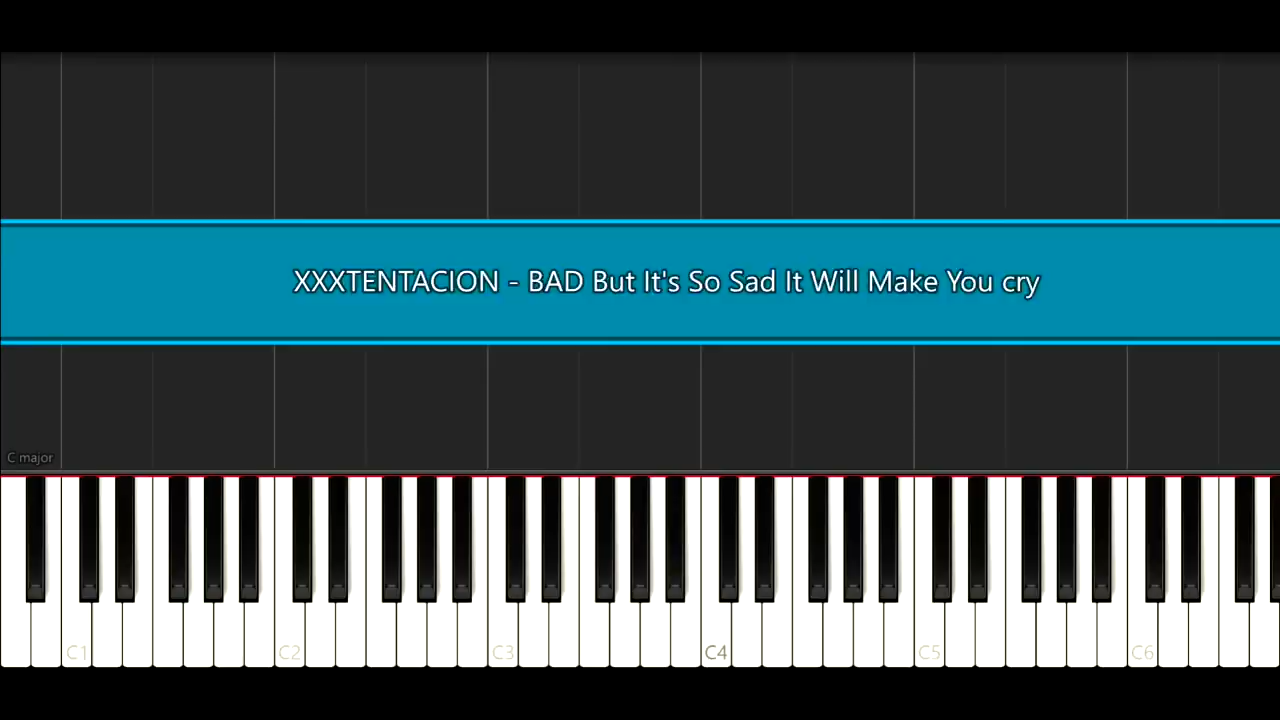 XXXTENTACION - BAD But It's So Sad It Will Make You cry
C major
C1 C2 C3 C4 C5 C6